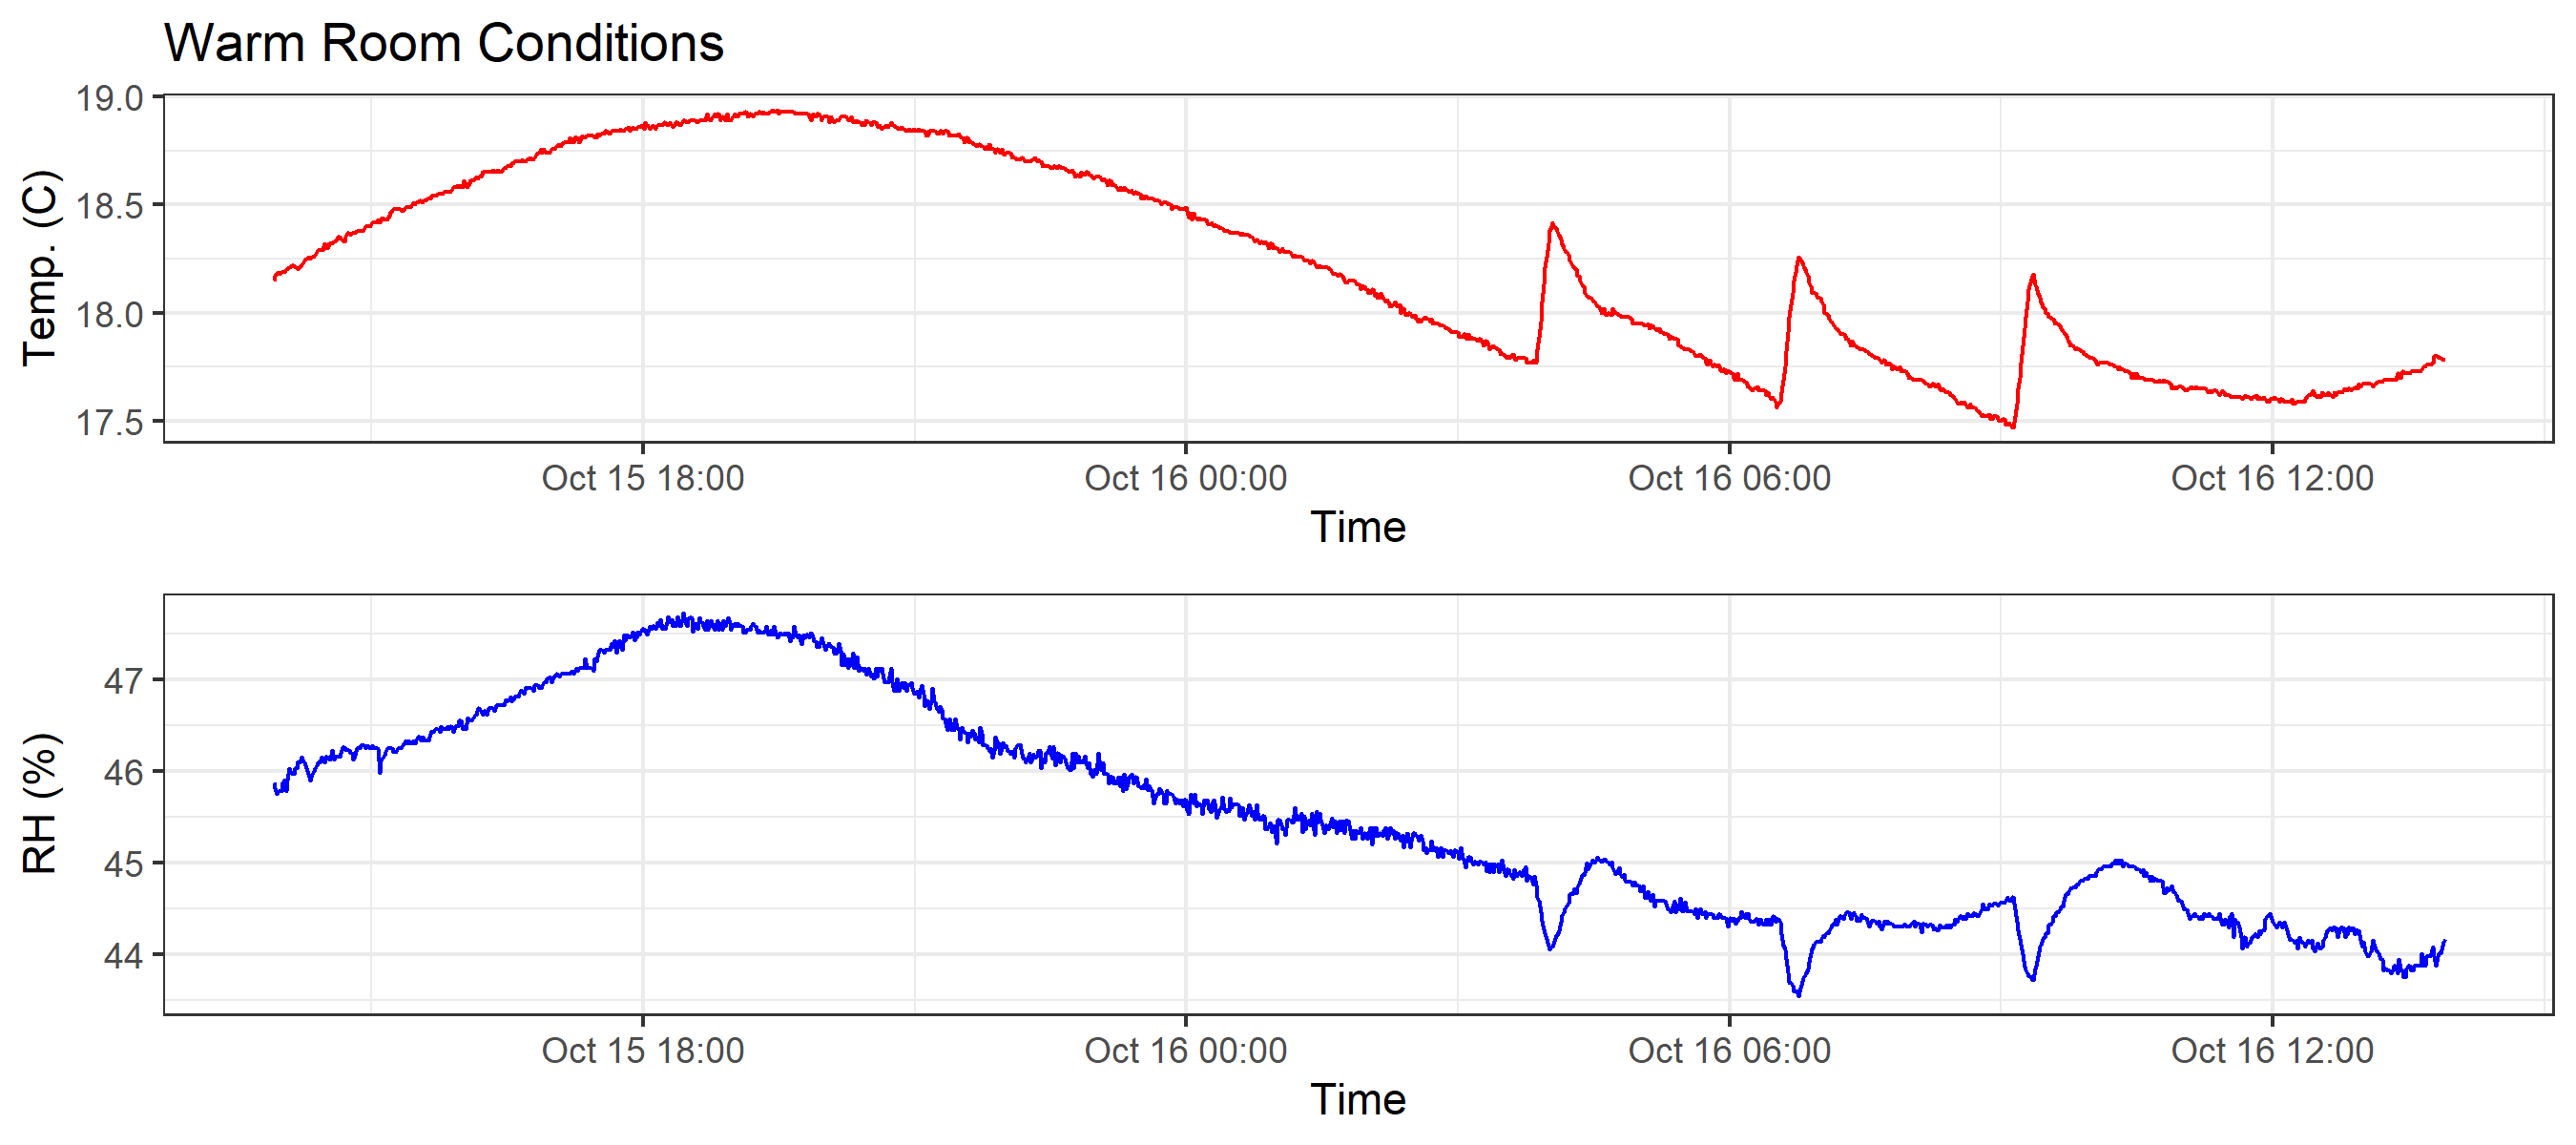 Warm Room Conditions
19.0
18.5
18.0
17.5
Temp. (C)
Oct 15 18:00 Oct 16 00:00 Oct 16 06:00 Oct 16 12:00
Time
47
46
45
44
RH (%)
Oct 15 18:00 Oct 16 00:00 Oct 16 06:00 Oct 16 12:00
Time